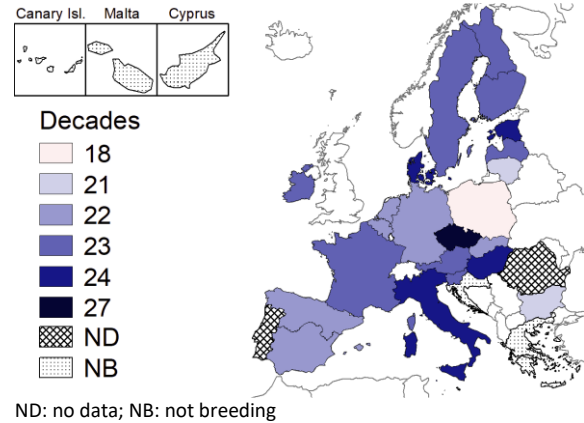 Canary Isl. Malta Cyprus
Decades
18
21
22
23
24
27
ND
NB
ND: no data; NB: not breeding